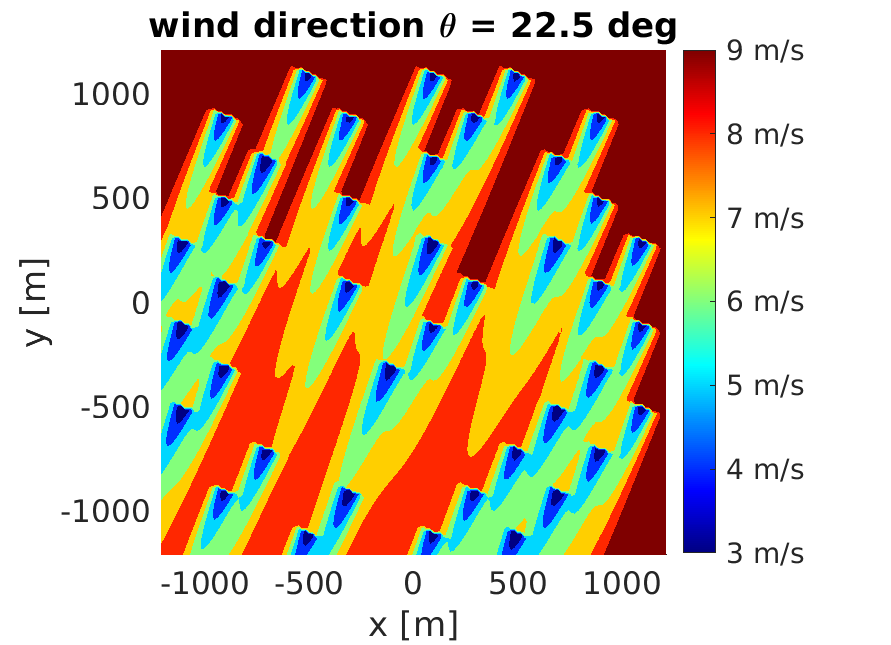 wind direction θ = 22.5 deg
9 m/s
8 m/s
7 m/s
6 m/s
5 m/s
4 m/s
3 m/s
1000
500
0
-500
-1000
y [m]
-1000 -500 0 500 1000
x [m]